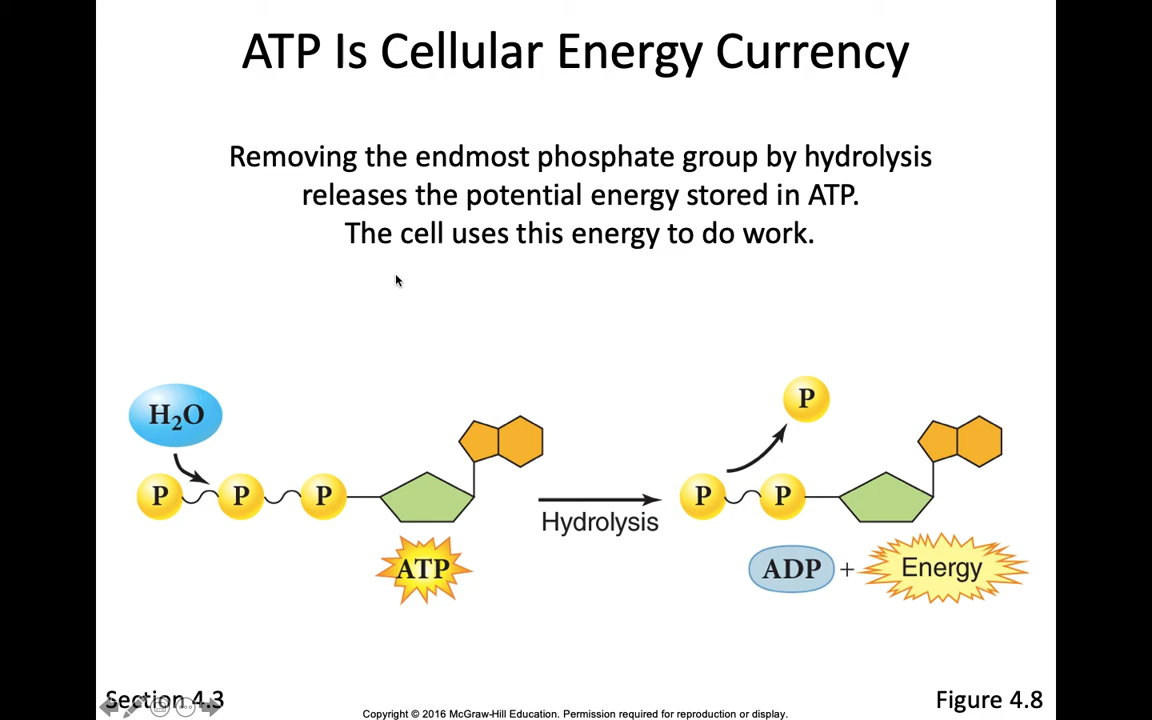 ATP Is Cellular Energy Currency
Removing the endmost phosphate group by hydrolysis
releases the potential energy stored in ATP.
The cell uses this energy to do work.
H₂O
P
P
P
P
P
P
Hydrolysis
ATP
ADP + Energy
Section 4.3
Figure 4.8
Copyright © 2016 McGraw-Hill Education. Permission required for reproduction or display.